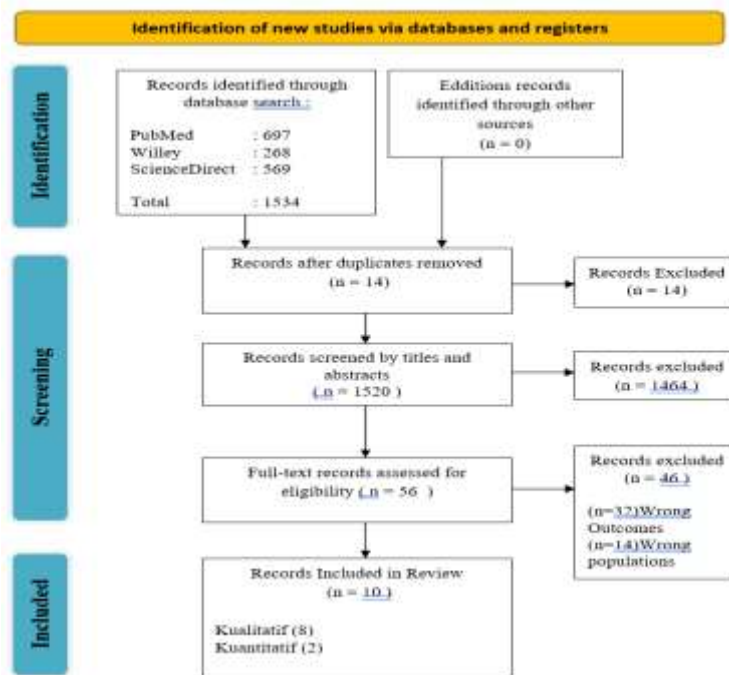 Identification of new studies via databases and registers
Identification
Records identified through
database search :
PubMed : 697
Willey : 268
ScienceDirect : 569
Total : 1534
Edditions records
identified through other
sources
(n = 0)
Screening
Records after duplicates removed
(n = 14)
Records Excluded
(n = 14)
Records screened by titles and
abstracts
( n = 1520 )
Records excluded
(n = 1464 )
Full-text records assessed for
eligibility ( n = 56 )
Records excluded
(n = 46 )
(n=32)Wrong
Outcomes
(n=14)Wrong
populations
Included
Records Included in Review
(n = 10 )
Kualitatif (8)
Kuantitatif (2)